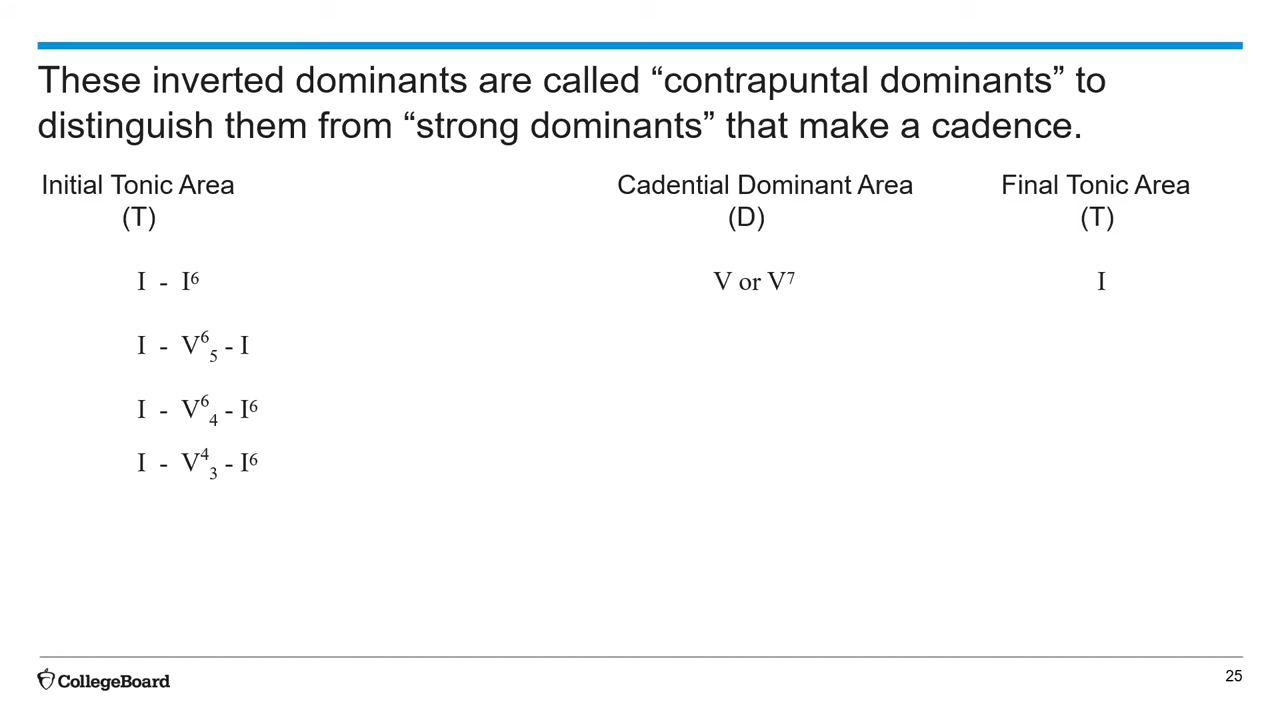 These inverted dominants are called “contrapuntal dominants” to
distinguish them from “strong dominants” that make a cadence.
Initial Tonic Area Cadential Dominant Area Final Tonic Area
(T) (D) (T)
I - I⁶ V or V⁷ I
I - V⁶₅ - I
I - V⁶₄ - I⁶
I - V⁴₃ - I⁶
CollegeBoard 25